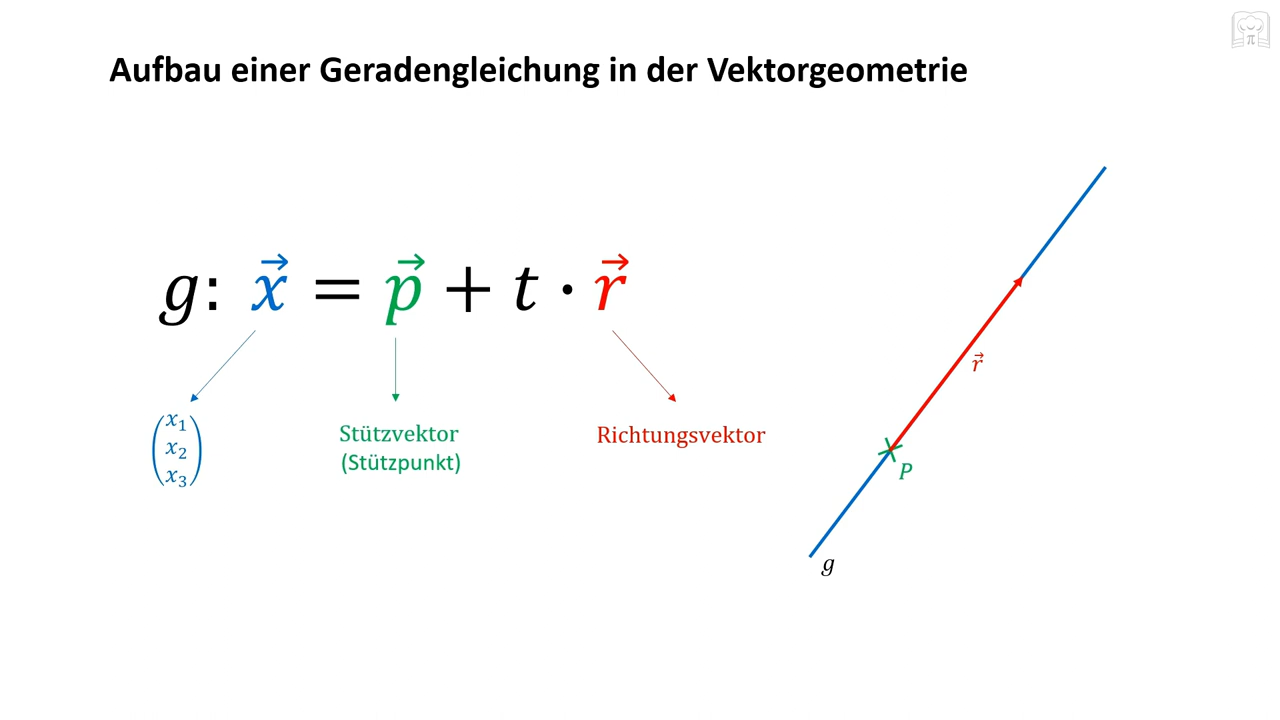 Aufbau einer Geradengleichung in der Vektorgeometrie
g: x⃗ = p⃗ + t · r⃗
x₁
x₂
x₃
Stützvektor
(Stützpunkt)
Richtungsvektor
r⃗
P
g
π